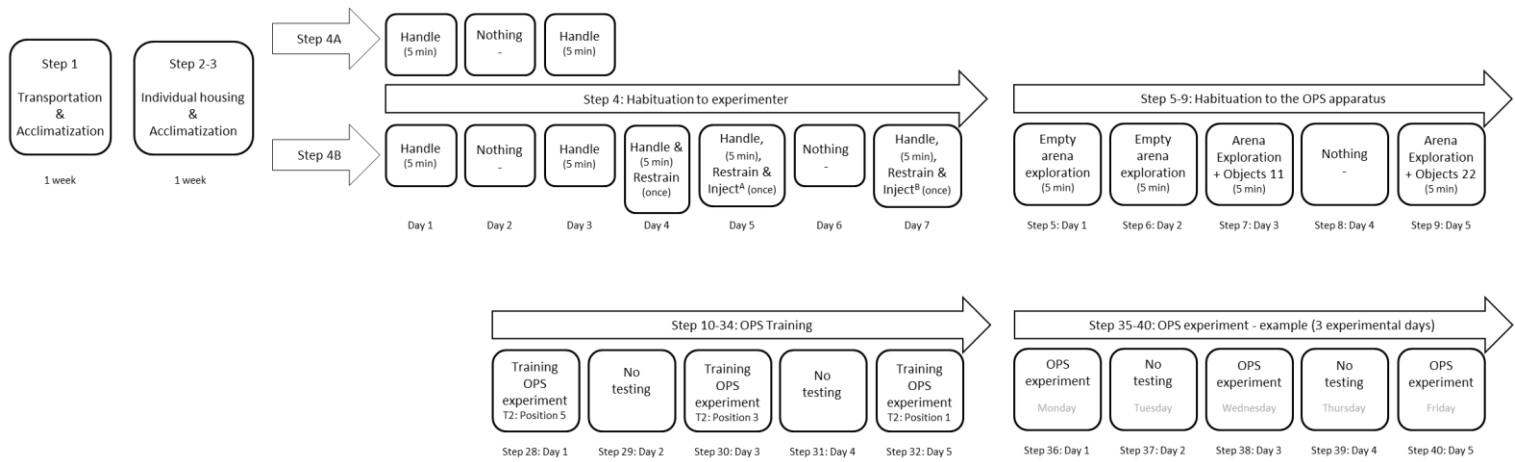 Step 1
Transportation
&
Acclimatization
1 week
Step 2-3
Individual housing
&
Acclimatization
1 week
Step 4A
Handle
(5 min)
Nothing
-
Handle
(5 min)
Step 4: Habituation to experimenter
Step 4B
Handle
(5 min)
Day 1
Nothing
-
Day 2
Handle
(5 min)
Day 3
Handle &
(5 min)
Restrain
(once)
Day 4
Handle,
(5 min),
Restrain &
Injectᴬ (once)
Day 5
Nothing
-
Day 6
Handle,
(5 min),
Restrain &
Injectᴮ (once)
Day 7
Step 5-9: Habituation to the OPS apparatus
Empty
arena
exploration
(5 min)
Step 5: Day 1
Empty
arena
exploration
(5 min)
Step 6: Day 2
Arena
Exploration
+ Objects 11
(5 min)
Step 7: Day 3
Nothing
-
Step 8: Day 4
Arena
Exploration
+ Objects 22
(5 min)
Step 9: Day 5
Step 10-34: OPS Training
Training
OPS
experiment
T2: Position 5
Step 28: Day 1
No
testing
Step 29: Day 2
Training
OPS
experiment
T2: Position 3
Step 30: Day 3
No
testing
Step 31: Day 4
Training
OPS
experiment
T2: Position 1
Step 32: Day 5
Step 35-40: OPS experiment - example (3 experimental days)
OPS
experiment
Monday
Step 36: Day 1
No
testing
Tuesday
Step 37: Day 2
OPS
experiment
Wednesday
Step 38: Day 3
No
testing
Thursday
Step 39: Day 4
OPS
experiment
Friday
Step 40: Day 5